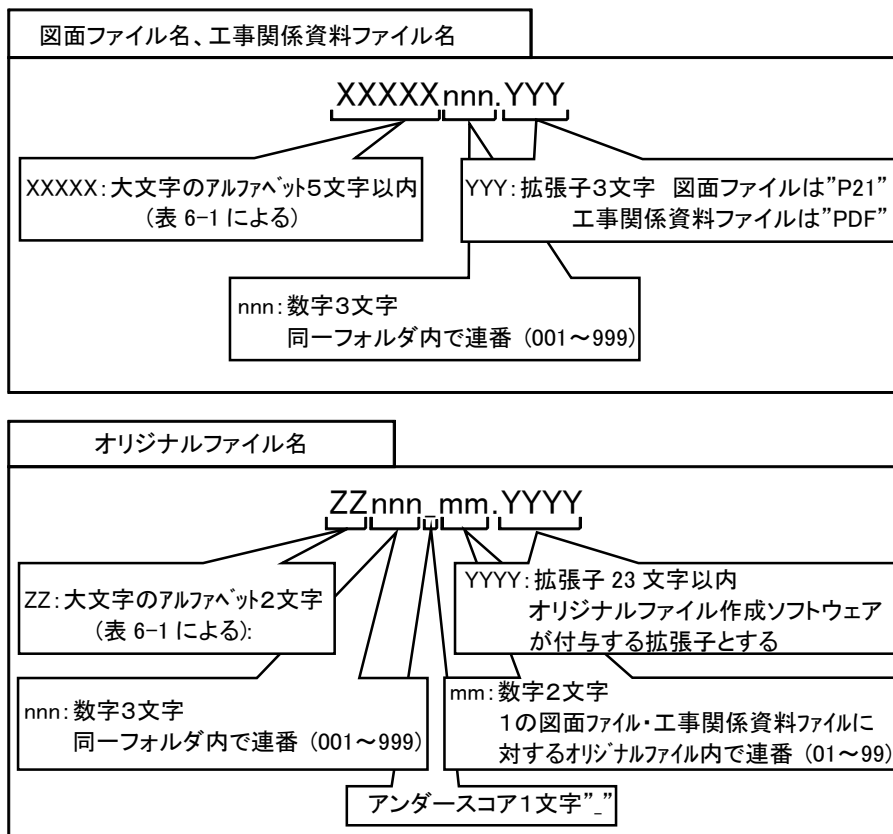 図面ファイル名、工事関係資料ファイル名
XXXXXnnn.YYY
XXXXX:大文字のアルファベット5文字以内
(表 6-1 による)
YYY:拡張子3文字 図面ファイルは"P21"
工事関係資料ファイルは"PDF"
nnn:数字3文字
同一フォルダ内で連番 (001～999)
オリジナルファイル名
ZZnnn_mm.YYYY
ZZ:大文字のアルファベット2文字
(表 6-1 による):
YYYY:拡張子 23 文字以内
オリジナルファイル作成ソフトウェア
が付与する拡張子とする
nnn:数字3文字
同一フォルダ内で連番 (001～999)
mm:数字2文字
1の図面ファイル・工事関係資料ファイルに
対するオリジナルファイル内で連番 (01～99)
アンダースコア1文字"_"